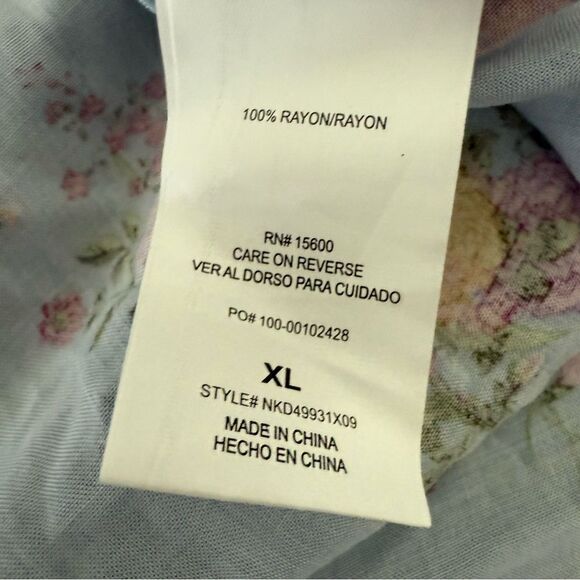 100% RAYON/RAYON
RN# 15600
CARE ON REVERSE
VER AL DORSO PARA CUIDADO
PO# 100-00102428
XL
STYLE# NKD49931X09
MADE IN CHINA
HECHO EN CHINA